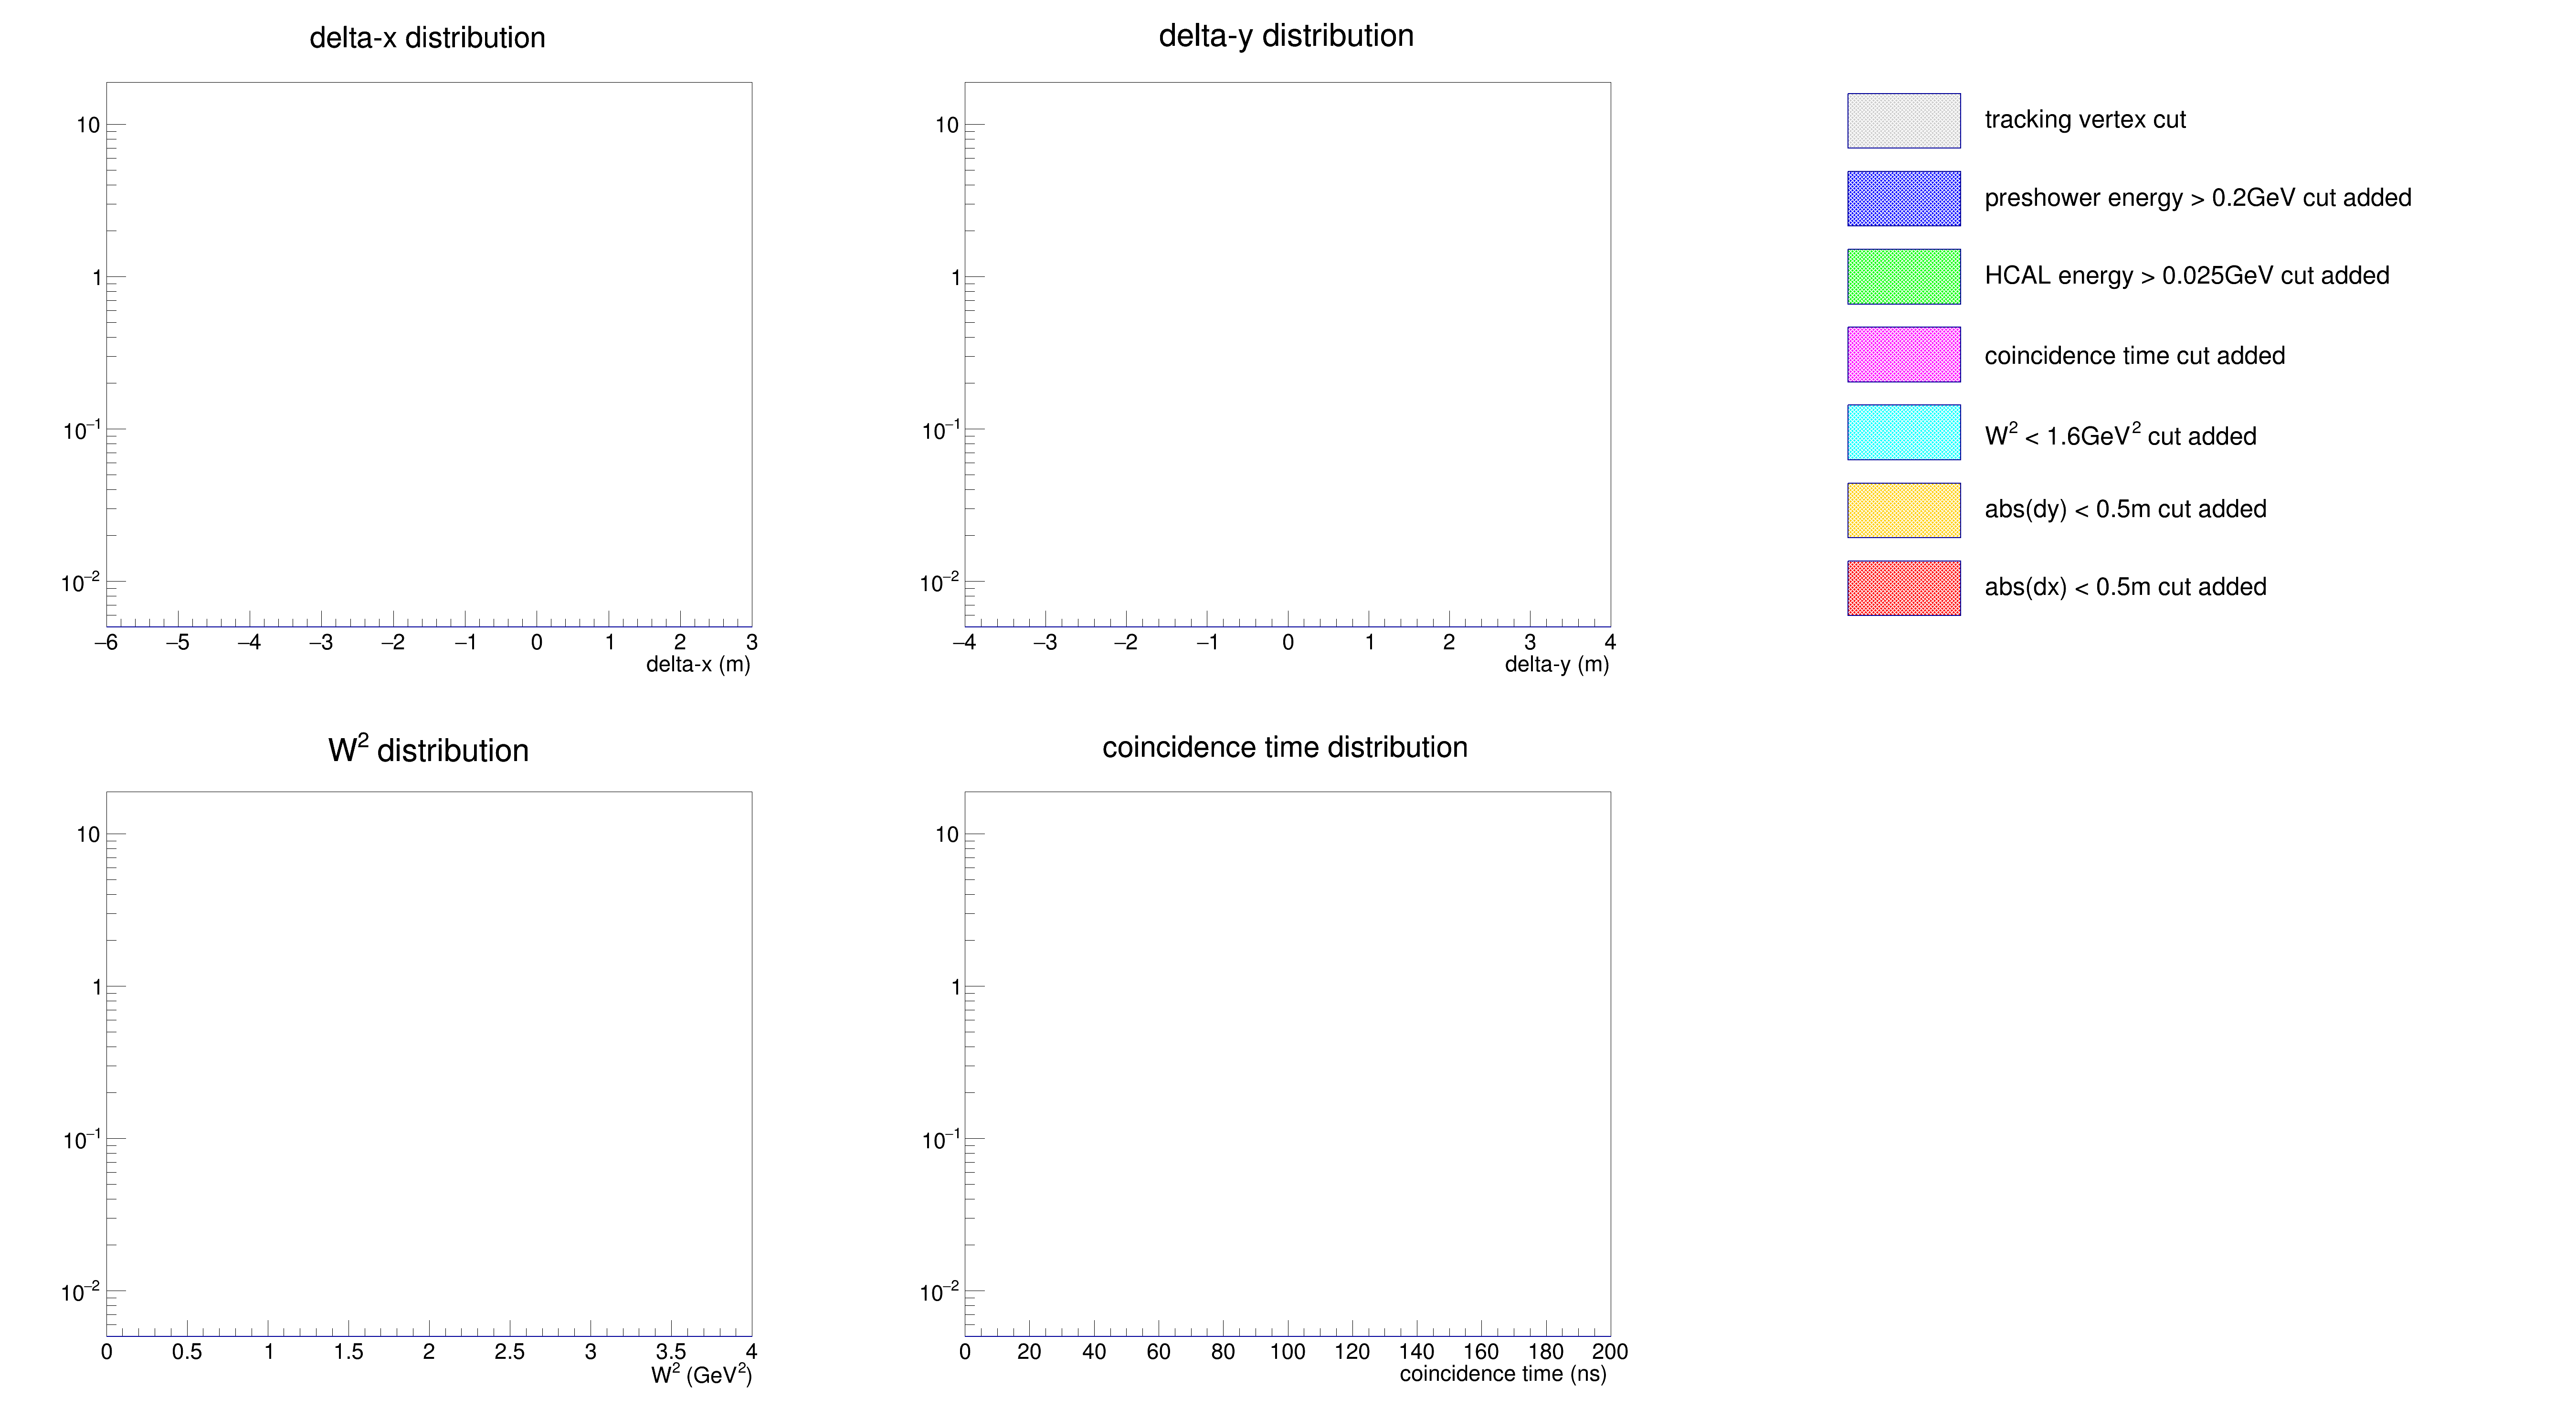 delta-x distribution
10
1
10⁻¹
10⁻²
−6 −5 −4 −3 −2 −1 0 1 2 3
delta-x (m)
delta-y distribution
10
1
10⁻¹
10⁻²
−4 −3 −2 −1 0 1 2 3 4
delta-y (m)
tracking vertex cut
preshower energy > 0.2GeV cut added
HCAL energy > 0.025GeV cut added
coincidence time cut added
W² < 1.6GeV² cut added
abs(dy) < 0.5m cut added
abs(dx) < 0.5m cut added
W² distribution
10
1
10⁻¹
10⁻²
0 0.5 1 1.5 2 2.5 3 3.5 4
W² (GeV²)
coincidence time distribution
10
1
10⁻¹
10⁻²
0 20 40 60 80 100 120 140 160 180 200
coincidence time (ns)